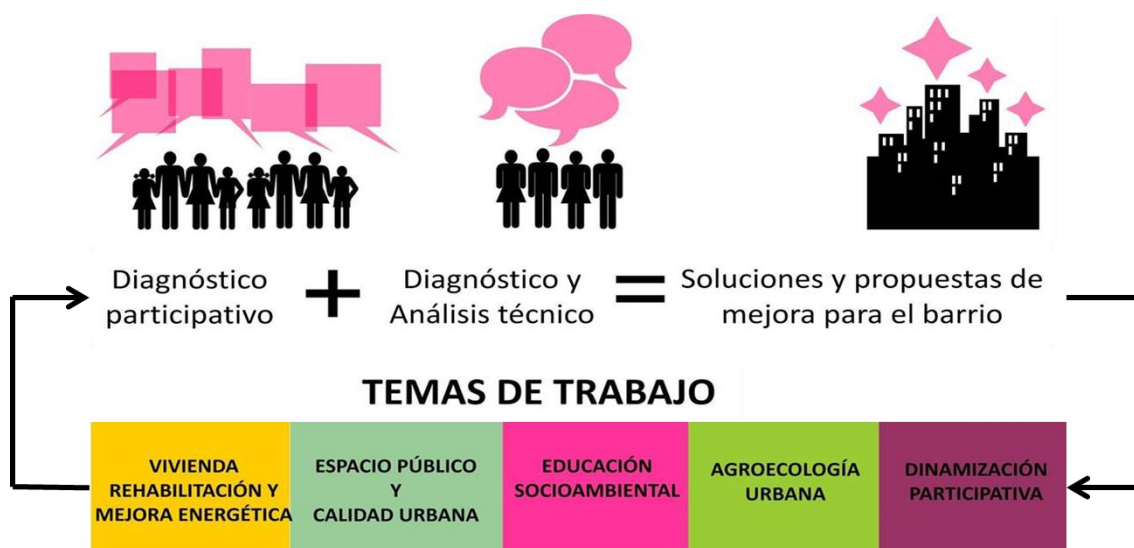 Diagnóstico
participativo
+
Diagnóstico y
Análisis técnico
=
Soluciones y propuestas de
mejora para el barrio
TEMAS DE TRABAJO
VIVIENDA
REHABILITACIÓN Y
MEJORA ENERGÉTICA
ESPACIO PÚBLICO
Y
CALIDAD URBANA
EDUCACIÓN
SOCIOAMBIENTAL
AGROECOLOGÍA
URBANA
DINAMIZACIÓN
PARTICIPATIVA